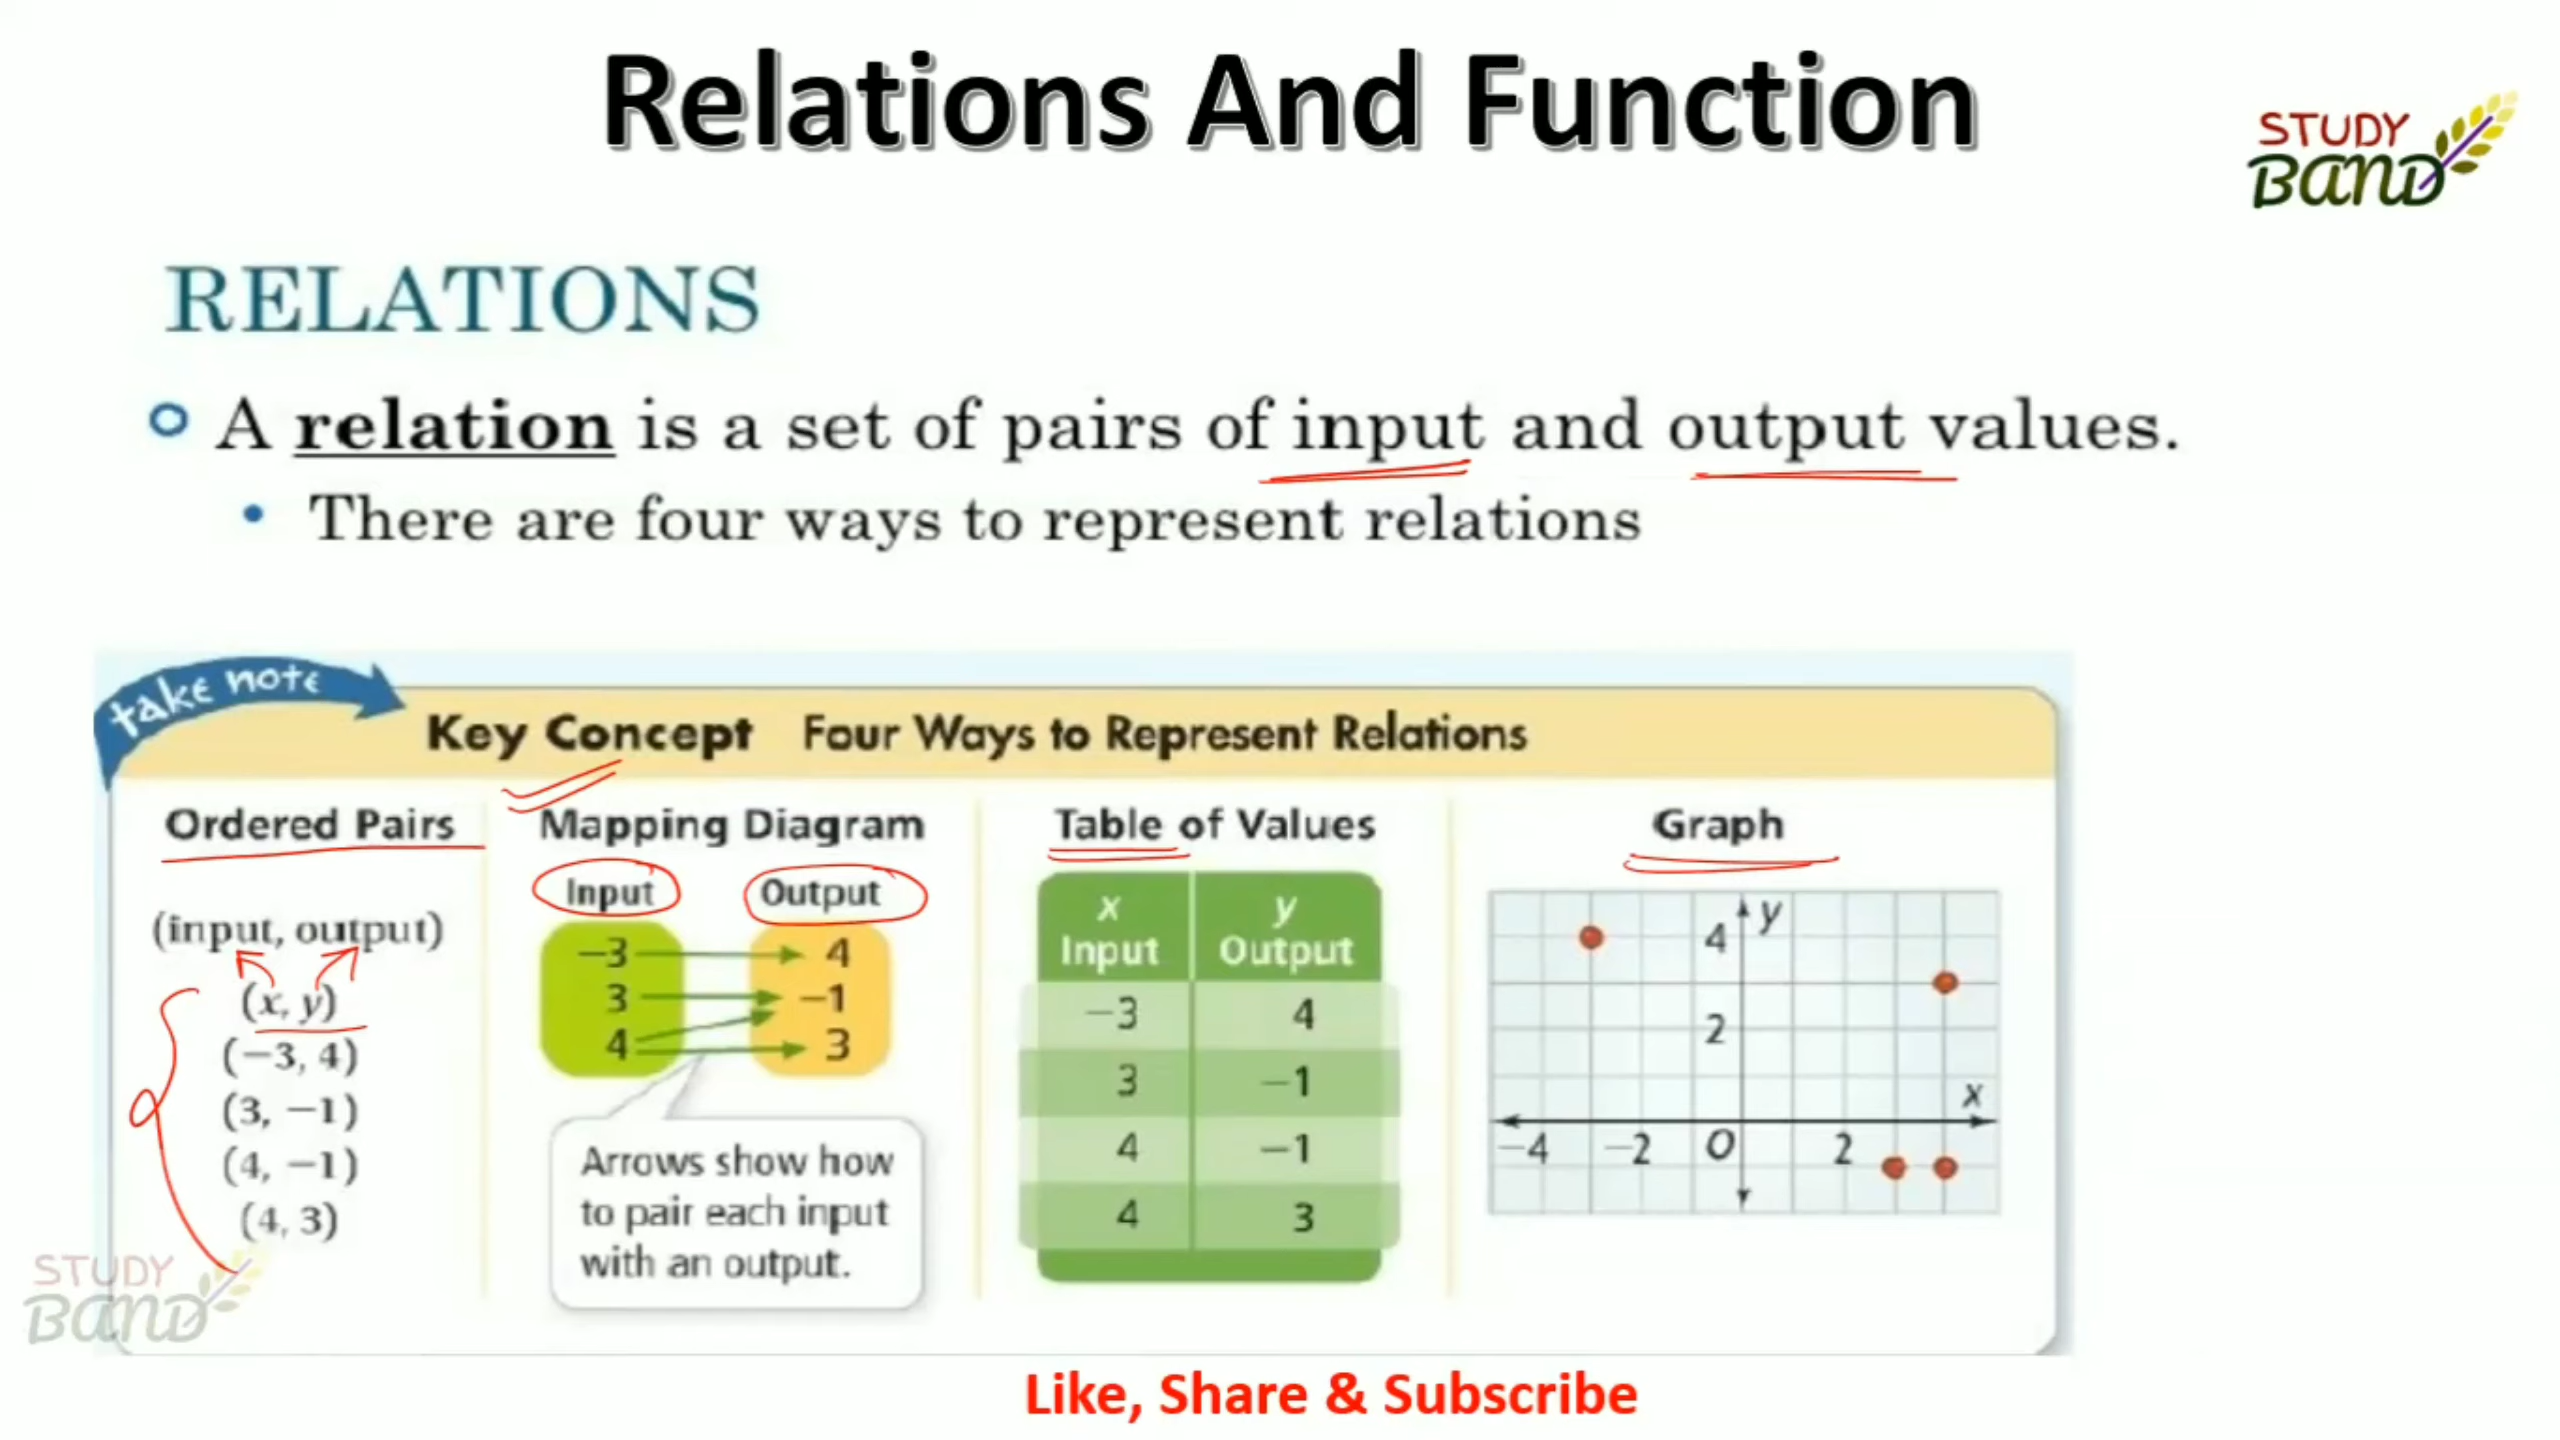 Relations And Function
STUDY
BAND
RELATIONS
A relation is a set of pairs of input and output values.
• There are four ways to represent relations
take note
Key Concept Four Ways to Represent Relations
Ordered Pairs
(input, output)
(x, y)
(−3, 4)
(3, −1)
(4, −1)
(4, 3)
Mapping Diagram
Input Output
−3 4
3 −1
4 3
Arrows show how
to pair each input
with an output.
Table of Values
x y
Input Output
−3 4
3 −1
4 −1
4 3
Graph
4 y
2
x
−4 −2 O 2
STUDY
BAND
Like, Share & Subscribe